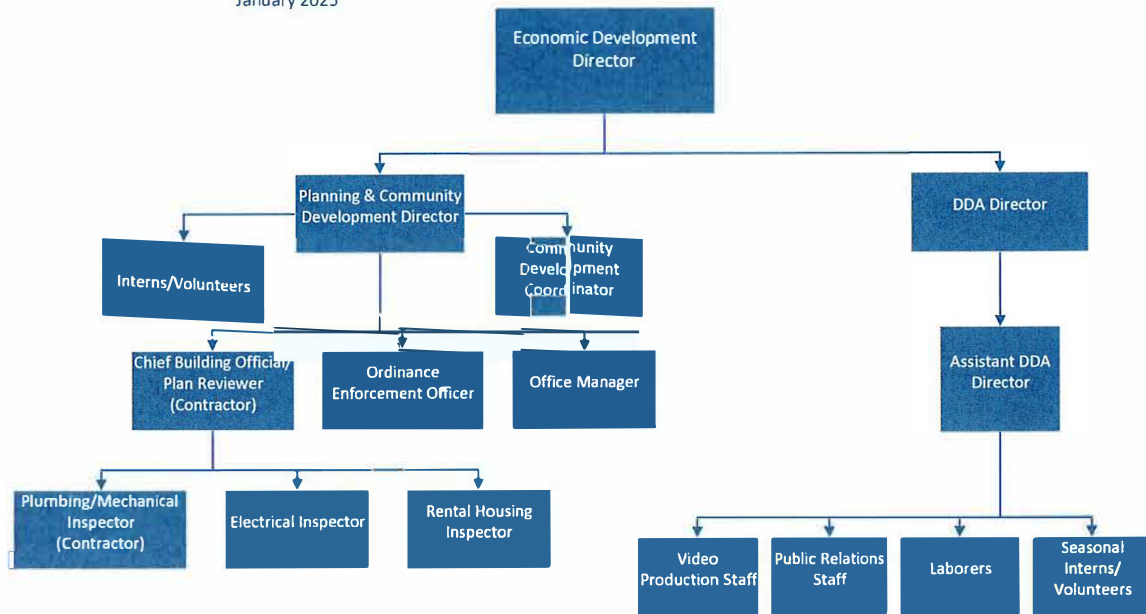 January 2025
Economic Development
Director
Planning & Community
Development Director
DDA Director
Interns/Volunteers
Community
Development
Coordinator
Chief Building Official/
Plan Reviewer
(Contractor)
Ordinance
Enforcement Officer
Office Manager
Assistant DDA
Director
Plumbing/Mechanical
Inspector
(Contractor)
Electrical Inspector
Rental Housing
Inspector
Video
Production Staff
Public Relations
Staff
Laborers
Seasonal
Interns/
Volunteers